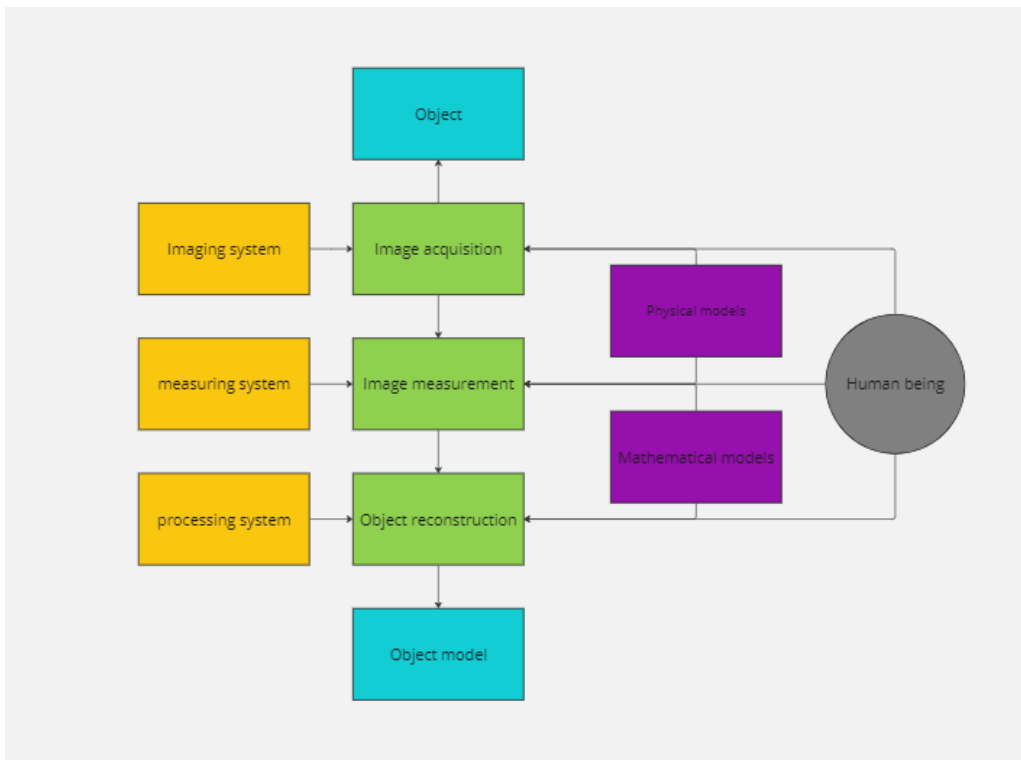 Object
Imaging system
Image acquisition
Physical models
measuring system
Image measurement
Human being
Mathematical models
processing system
Object reconstruction
Object model